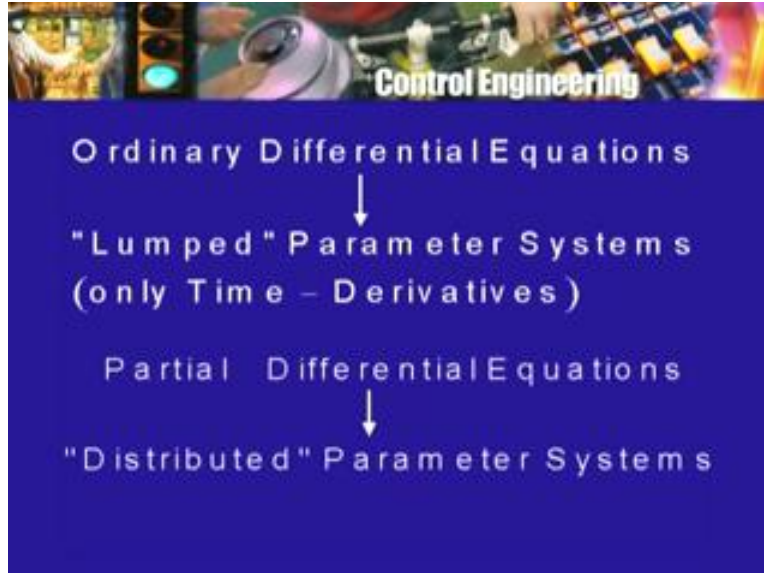 Control Engineering
Ordinary Differential Equations
"Lumped" Parameter Systems
(only Time – Derivatives)
Partial Differential Equations
"Distributed" Parameter Systems